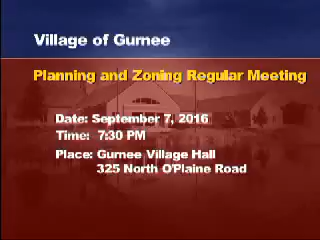 Village of Gurnee
Planning and Zoning Regular Meeting
Date: September 7, 2016
Time: 7:30 PM
Place: Gurnee Village Hall
325 North O'Plaine Road